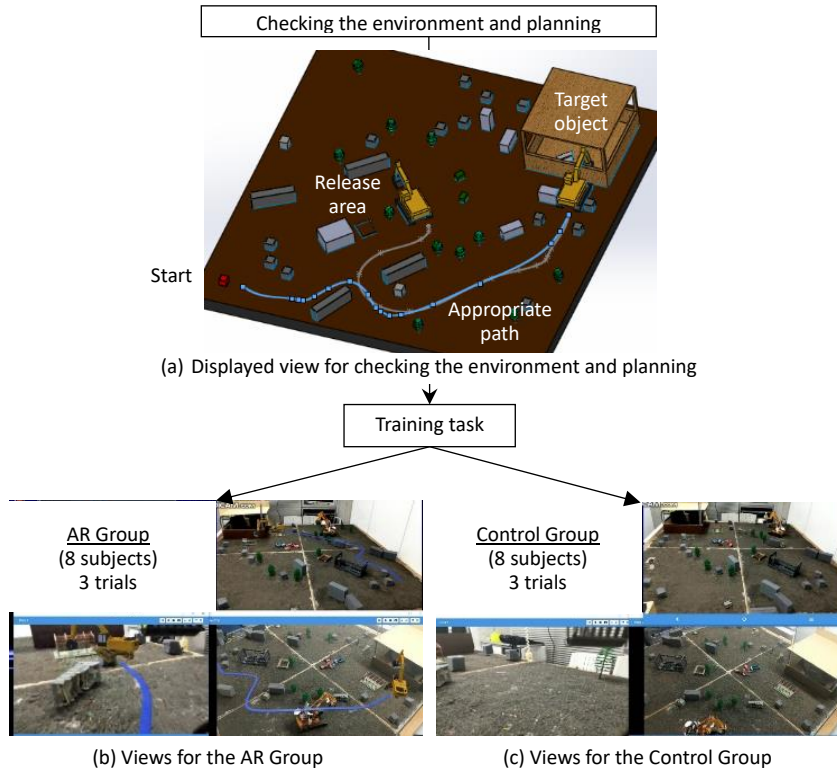 Checking the environment and planning
Target
object
Release
area
Start
Appropriate
path
(a) Displayed view for checking the environment and planning
Training task
AR Group
(8 subjects)
3 trials
Control Group
(8 subjects)
3 trials
(b) Views for the AR Group
(c) Views for the Control Group